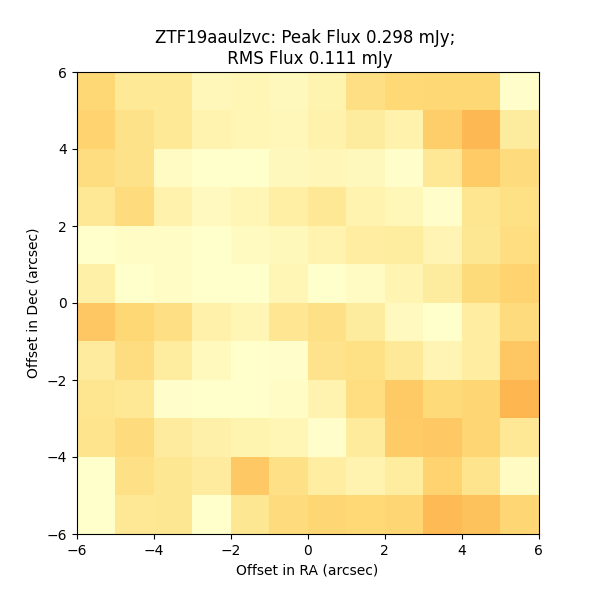 ZTF19aaulzvc: Peak Flux 0.298 mJy;
RMS Flux 0.111 mJy
6
4
2
0
−2
−4
−6
Offset in Dec (arcsec)
−6 −4 −2 0 2 4 6
Offset in RA (arcsec)